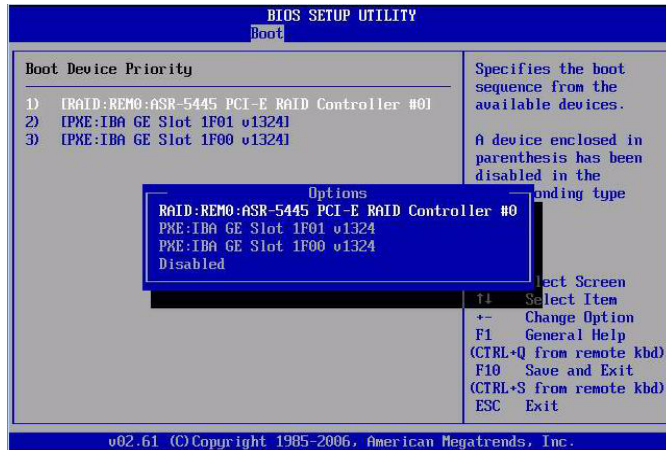 BIOS SETUP UTILITY
Boot
Boot Device Priority
1) [RAID:REM0:ASR-5445 PCI-E RAID Controller #0]
2) [PXE:IBA GE Slot 1F01 v1324]
3) [PXE:IBA GE Slot 1F00 v1324]
Options
RAID:REM0:ASR-5445 PCI-E RAID Controller #0
PXE:IBA GE Slot 1F01 v1324
PXE:IBA GE Slot 1F00 v1324
Disabled
Specifies the boot
sequence from the
available devices.
A device enclosed in
parenthesis has been
disabled in the
onding type
lect Screen
↑↓ Select Item
+- Change Option
F1 General Help
(CTRL+Q from remote kbd)
F10 Save and Exit
(CTRL+S from remote kbd)
ESC Exit
v02.61 (C)Copyright 1985-2006, American Megatrends, Inc.